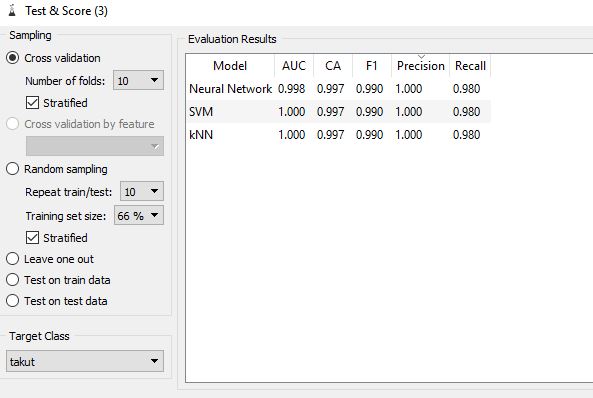 Test & Score (3)
Sampling
Cross validation
Number of folds: 10
Stratified
Cross validation by feature
Random sampling
Repeat train/test: 10
Training set size: 66 %
Stratified
Leave one out
Test on train data
Test on test data
Target Class
takut
Evaluation Results
Model AUC CA F1 Precision Recall
Neural Network 0.998 0.997 0.990 1.000 0.980
SVM 1.000 0.997 0.990 1.000 0.980
kNN 1.000 0.997 0.990 1.000 0.980